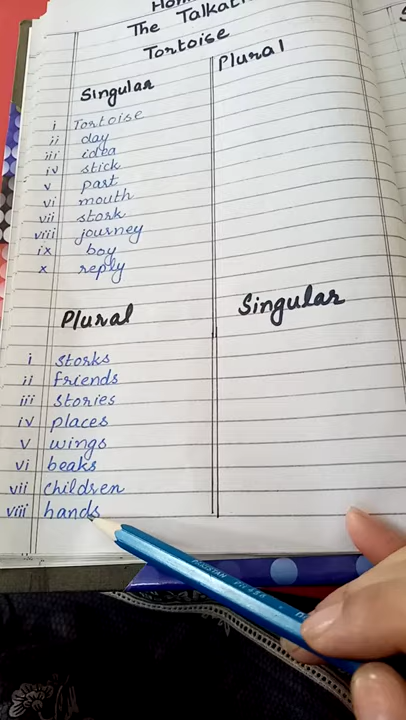 The Talkati
Tortoise
Singular Plural
i Tortoise
ii day
iii idea
iv stick
v part
vi mouth
vii stork
viii journey
ix boy
x reply
Plural Singular
i storks
ii friends
iii stories
iv places
v wings
vi beaks
vii children
viii hands